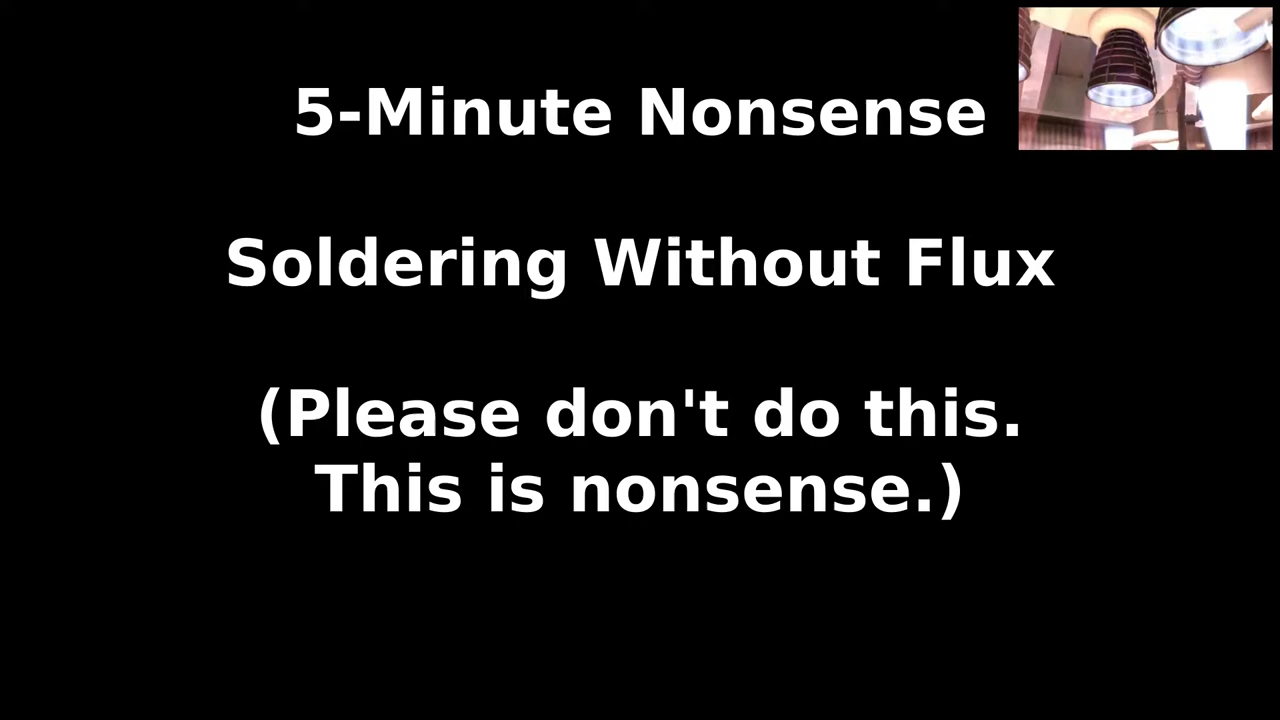 5-Minute Nonsense
Soldering Without Flux
(Please don't do this.
This is nonsense.)